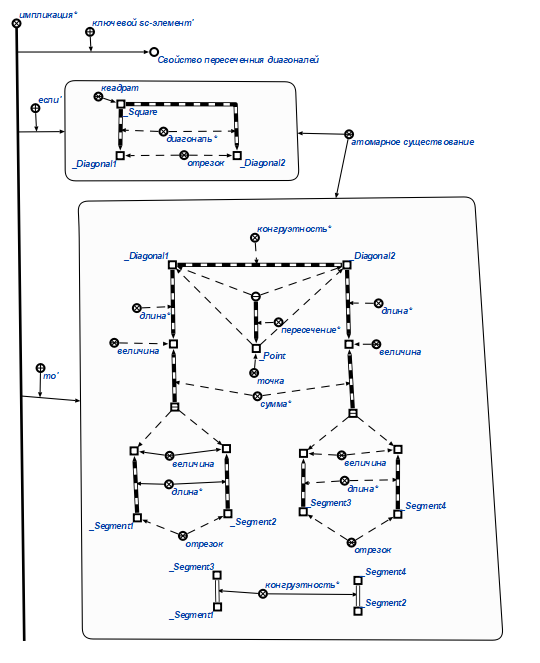 импликация*
ключевой sc-элемент'
Свойство пересечения диагоналей
если'
квадрат
_Square
диагональ*
_Diagonal1
отрезок
_Diagonal2
атомарное существование
конгруэтность*
_Diagonal1
_Diagonal2
длина*
длина*
пересечение*
величина
_Point
величина
точка
то'
сумма*
величина
величина
длина*
длина*
_Segment1
_Segment2
_Segment3
_Segment4
отрезок
отрезок
_Segment3
_Segment4
конгруэтность*
_Segment1
_Segment2